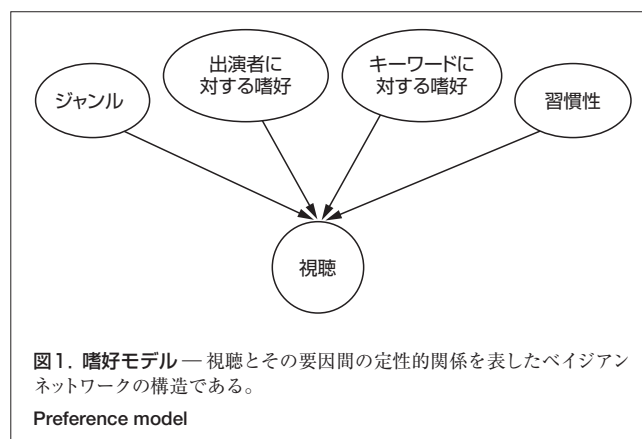 ジャンル
出演者に
対する嗜好
キーワードに
対する嗜好
習慣性
視聴
図1. 嗜好モデル — 視聴とその要因間の定性的関係を表したベイジアン
ネットワークの構造である。
Preference model